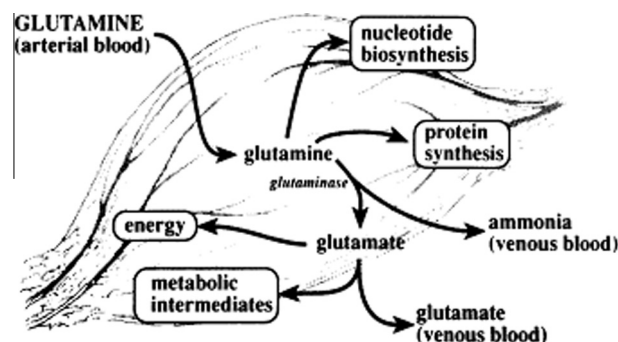 GLUTAMINE
(arterial blood)
nucleotide
biosynthesis
glutamine
protein
synthesis
glutaminase
energy
glutamate
ammonia
(venous blood)
metabolic
intermediates
glutamate
(venous blood)